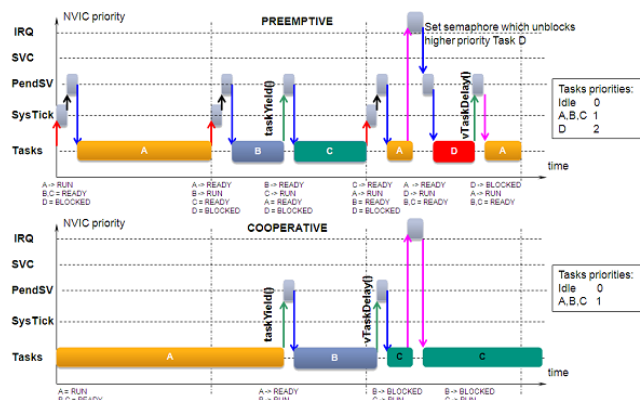 NVIC priority
PREEMPTIVE
IRQ
Set semaphore which unblocks
higher priority Task D
SVC
PendSV
taskYield()
vTaskDelay()
SysTick
Tasks
A
B
C
A
D
A
time
Tasks priorities:
Idle 0
A,B,C 1
D 2
A -> RUN
B,C = READY
D = BLOCKED
A -> READY
B -> RUN
C = READY
D = BLOCKED
B -> READY
C -> RUN
A = READY
D = BLOCKED
C -> READY
A -> RUN
B = READY
D = BLOCKED
A -> READY
D -> RUN
B,C = READY
D -> BLOCKED
A -> RUN
B,C = READY
NVIC priority
COOPERATIVE
IRQ
SVC
PendSV
taskYield()
vTaskDelay()
SysTick
Tasks
A
B
C
C
time
Tasks priorities:
Idle 0
A,B,C 1
A = RUN
B,C = READY
A -> READY
B -> BLOCKED
B -> BLOCKED